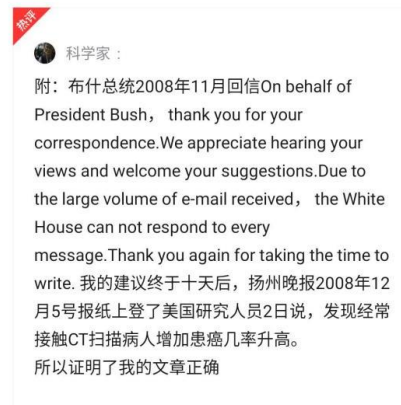 热评
科学家：
附：布什总统2008年11月回信On behalf of
President Bush， thank you for your
correspondence.We appreciate hearing your
views and welcome your suggestions.Due to
the large volume of e-mail received， the White
House can not respond to every
message.Thank you again for taking the time to
write. 我的建议终于十天后，扬州晚报2008年12
月5号报纸上登了美国研究人员2日说，发现经常
接触CT扫描病人增加患癌几率升高。
所以证明了我的文章正确